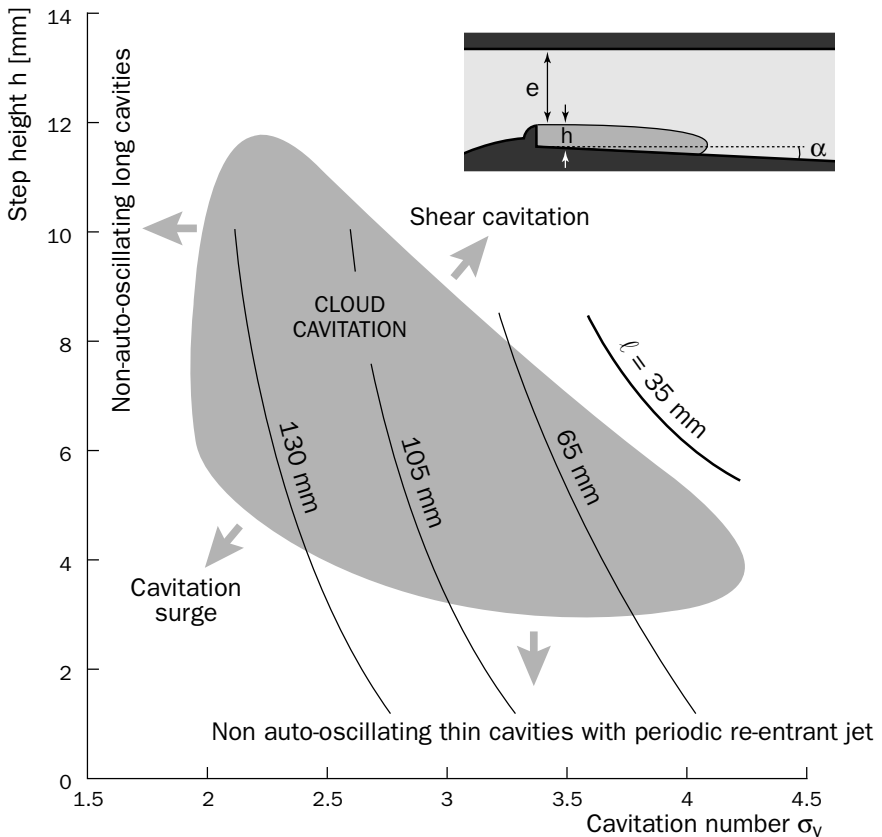 Step height h [mm]
14
12
10
8
6
4
2
0
Non-auto-oscillating long cavities
e
h
α
Shear cavitation
CLOUD
CAVITATION
ℓ = 35 mm
130 mm
105 mm
65 mm
Cavitation
surge
Non auto-oscillating thin cavities with periodic re-entrant jet
1.5
2
2.5
3
3.5
4
4.5
Cavitation number σᵥ